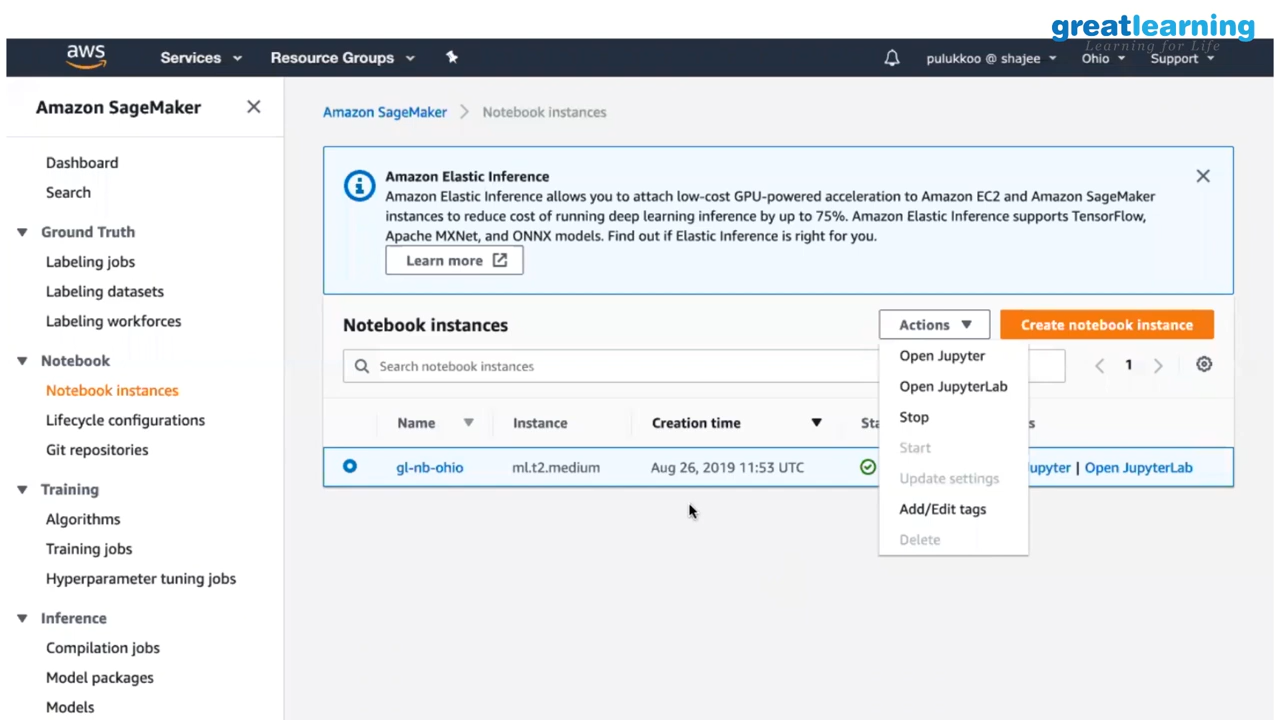 greatlearning
Learning for Life
aws Services Resource Groups pulukkoo @ shajee Ohio Support
Amazon SageMaker
Dashboard
Search
Ground Truth
Labeling jobs
Labeling datasets
Labeling workforces
Notebook
Notebook instances
Lifecycle configurations
Git repositories
Training
Algorithms
Training jobs
Hyperparameter tuning jobs
Inference
Compilation jobs
Model packages
Models
Amazon SageMaker Notebook instances
Amazon Elastic Inference
Amazon Elastic Inference allows you to attach low-cost GPU-powered acceleration to Amazon EC2 and Amazon SageMaker
instances to reduce cost of running deep learning inference by up to 75%. Amazon Elastic Inference supports TensorFlow,
Apache MXNet, and ONNX models. Find out if Elastic Inference is right for you.
Learn more
Notebook instances Actions Create notebook instance
Search notebook instances 1
Name Instance Creation time
gl-nb-ohio ml.t2.medium Aug 26, 2019 11:53 UTC | Open JupyterLab
Open Jupyter
Open JupyterLab
Stop
Start
Update settings
Add/Edit tags
Delete